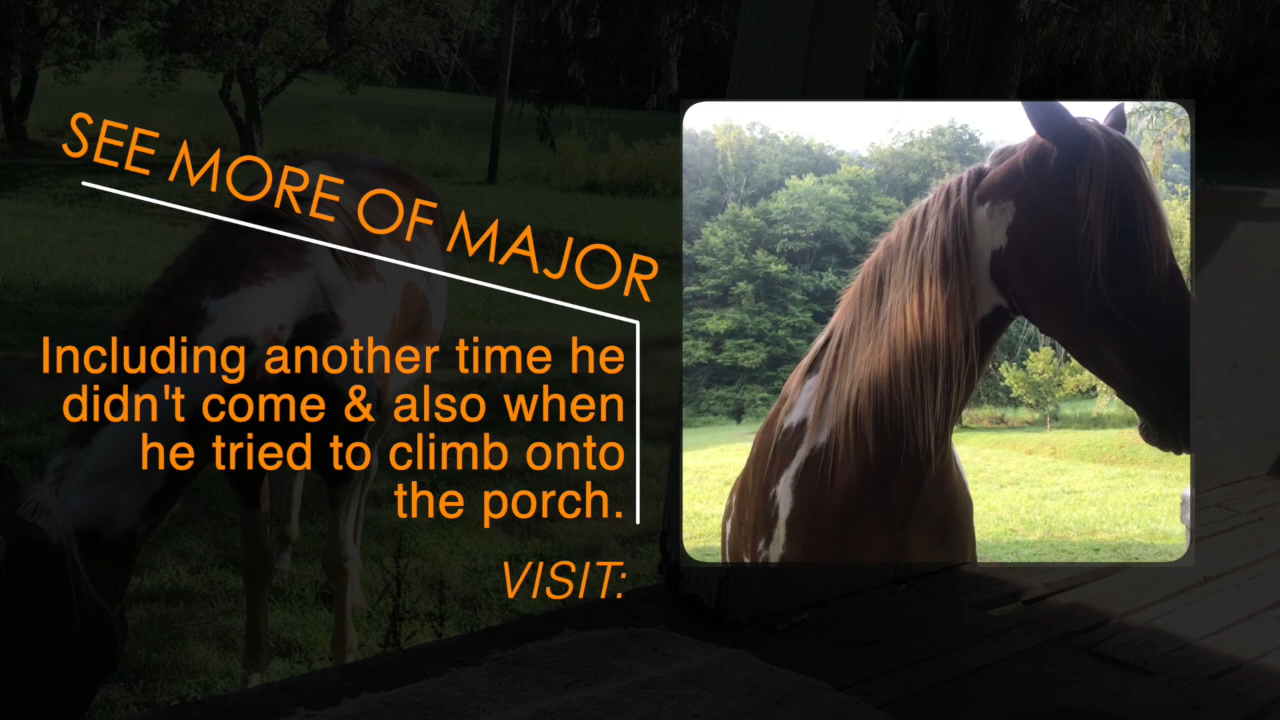 SEE MORE OF MAJOR
Including another time he
didn't come & also when
he tried to climb onto
the porch.
VISIT: